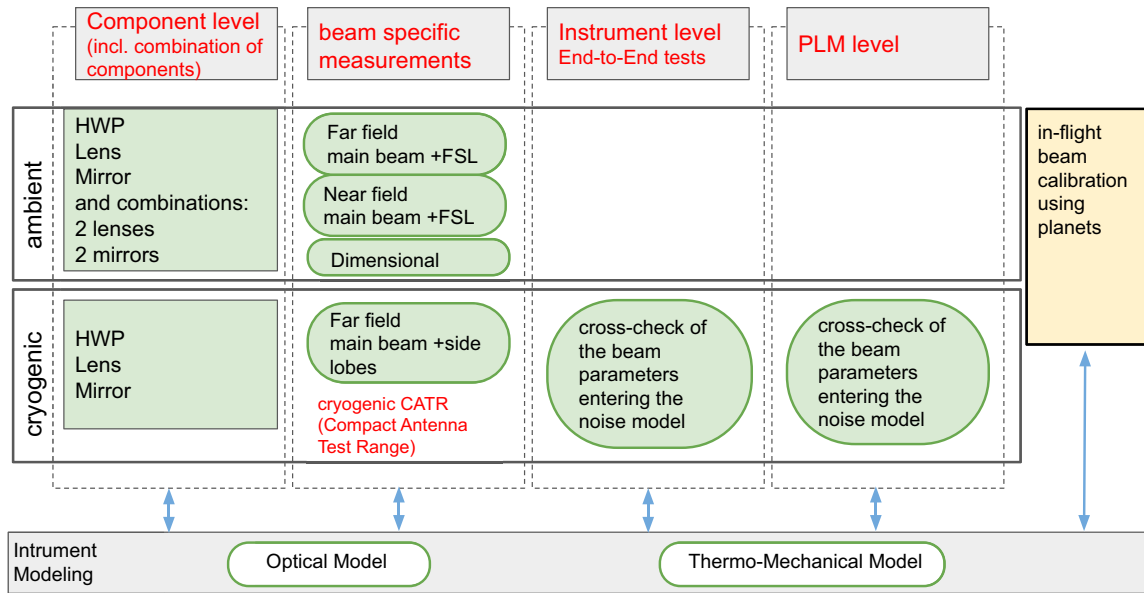 Component level
(incl. combination of
components)
beam specific
measurements
Instrument level
End-to-End tests
PLM level
ambient
HWP
Lens
Mirror
and combinations:
2 lenses
2 mirrors
Far field
main beam +FSL
Near field
main beam +FSL
Dimensional
in-flight
beam
calibration
using
planets
cryogenic
HWP
Lens
Mirror
Far field
main beam +side
lobes
cryogenic CATR
(Compact Antenna
Test Range)
cross-check of
the beam
parameters
entering the
noise model
cross-check of
the beam
parameters
entering the
noise model
Intrument
Modeling
Optical Model
Thermo-Mechanical Model